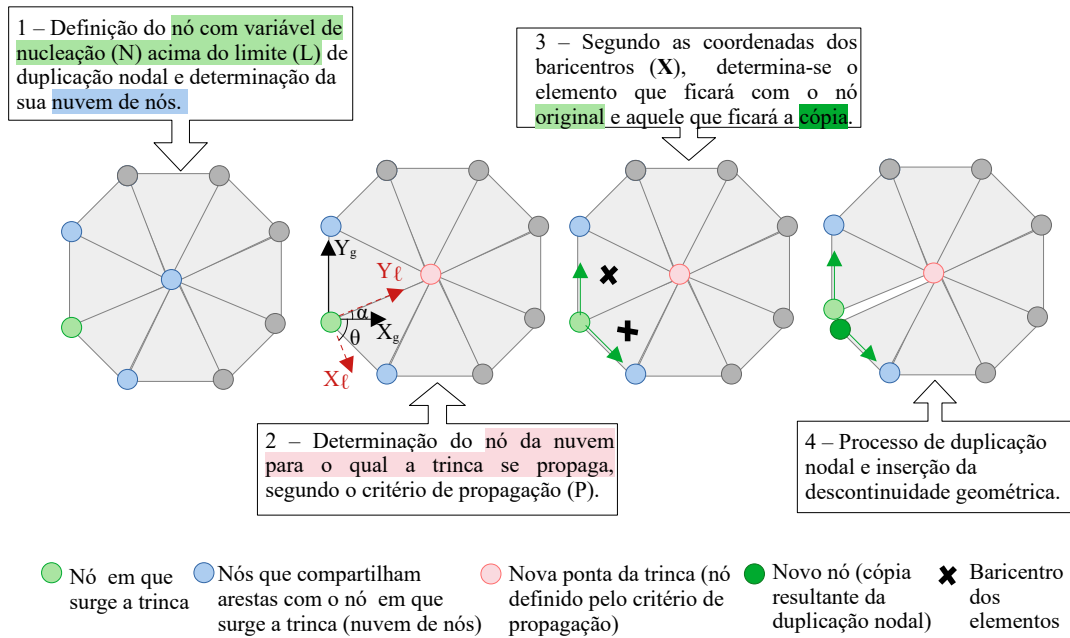 1 – Definição do nó com variável de
nucleação (N) acima do limite (L) de
duplicação nodal e determinação da
sua nuvem de nós.
3 – Segundo as coordenadas dos
baricentros (X), determina-se o
elemento que ficará com o nó
original e aquele que ficará a cópia.
Yg
Yℓ
α
Xg
θ
Xℓ
2 – Determinação do nó da nuvem
para o qual a trinca se propaga,
segundo o critério de propagação (P).
4 – Processo de duplicação
nodal e inserção da
descontinuidade geométrica.
Nó em que
surge a trinca
Nós que compartilham
arestas com o nó em que
surge a trinca (nuvem de nós)
Nova ponta da trinca (nó
definido pelo critério de
propagação)
Novo nó (cópia
resultante da
duplicação nodal)
Baricentro
dos
elementos